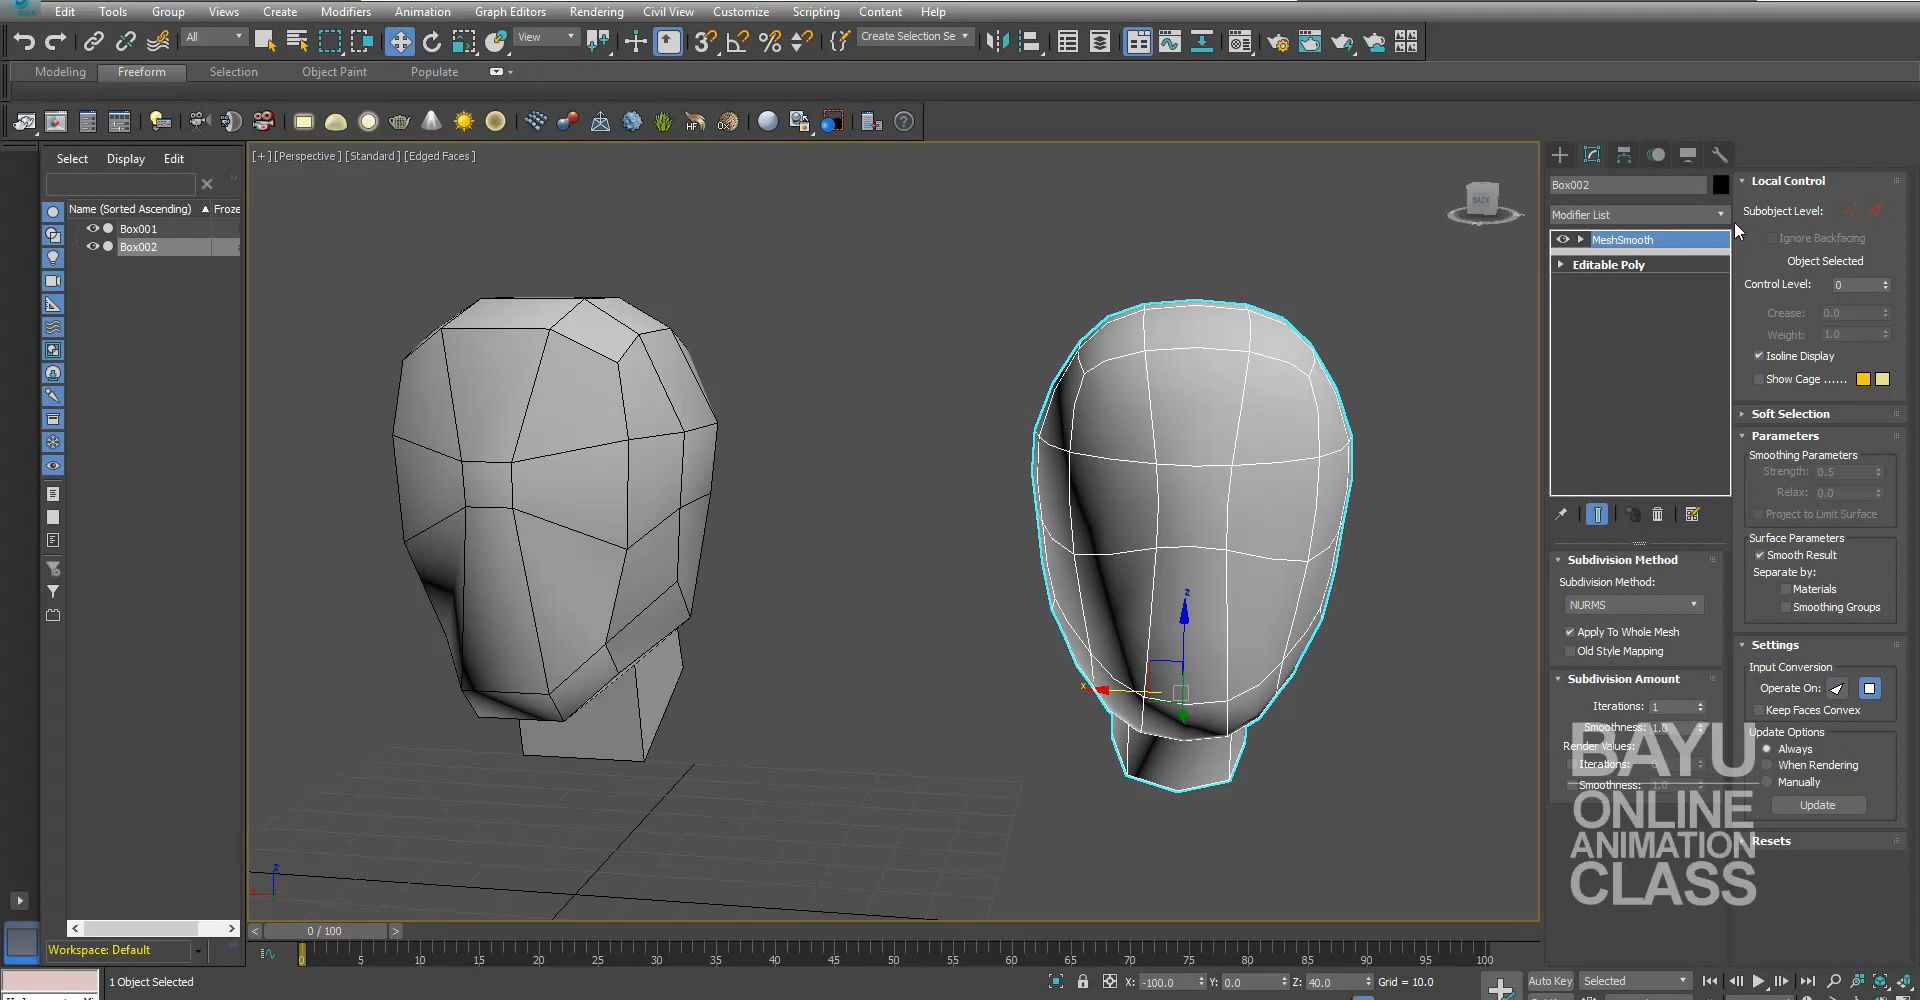 Edit Tools Group Views Create Modifiers Animation Graph Editors Rendering Civil View Customize Scripting Content Help
All View Create Selection Se
Modeling Freeform Selection Object Paint Populate
Select Display Edit
Name (Sorted Ascending) Froze
Box001
Box002
[+] [Perspective] [Standard] [Edged Faces]
BACK
z
x
z
Box002
Modifier List
MeshSmooth
Editable Poly
Subdivision Method
Subdivision Method:
NURMS
Apply To Whole Mesh
Old Style Mapping
Subdivision Amount
Iterations: 1
Smoothness: 1.0
Render Values:
Iterations:
Smoothness: 1.0
Local Control
Subobject Level:
Ignore Backfacing
Object Selected
Control Level: 0
Crease: 0.0
Weight: 1.0
Isoline Display
Show Cage ......
Soft Selection
Parameters
Smoothing Parameters
Strength: 0.5
Relax: 0.0
Project to Limit Surface
Surface Parameters
Smooth Result
Separate by:
Materials
Smoothing Groups
Settings
Input Conversion
Operate On:
Keep Faces Convex
Update Options
Always
When Rendering
Manually
Update
Resets
BAYU
ONLINE
ANIMATION
CLASS
Workspace: Default
< 0 / 100 >
0 5 10 15 20 25 30 35 40 45 50 55 60 65 70 75 80 85 90 95 100
1 Object Selected
X: -100.0 Y: 0.0 Z: 40.0 Grid = 10.0
Auto Key Selected